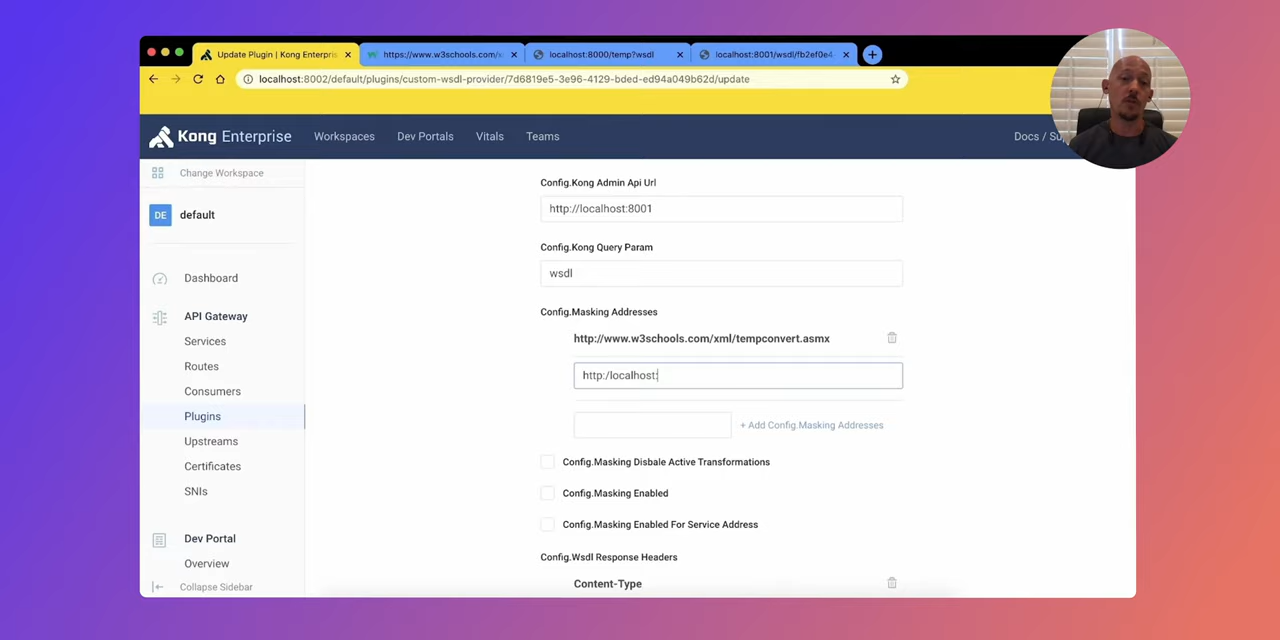 Update Plugin | Kong Enterpris
https://www.w3schools.com/x
localhost:8000/temp?wsdl
localhost:8001/wsdl/fb2ef0e4-
localhost:8002/default/plugins/custom-wsdl-provider/7d6819e5-3e96-4129-bded-ed94a049b62d/update
Kong Enterprise
Workspaces
Dev Portals
Vitals
Teams
Docs / Su
Change Workspace
DE
default
Dashboard
API Gateway
Services
Routes
Consumers
Plugins
Upstreams
Certificates
SNIs
Dev Portal
Overview
Collapse Sidebar
Config.Kong Admin Api Url
http://localhost:8001
Config.Kong Query Param
wsdl
Config.Masking Addresses
http://www.w3schools.com/xml/tempconvert.asmx
http:/localhost:
+ Add Config.Masking Addresses
Config.Masking Disbale Active Transformations
Config.Masking Enabled
Config.Masking Enabled For Service Address
Config.Wsdl Response Headers
Content-Type